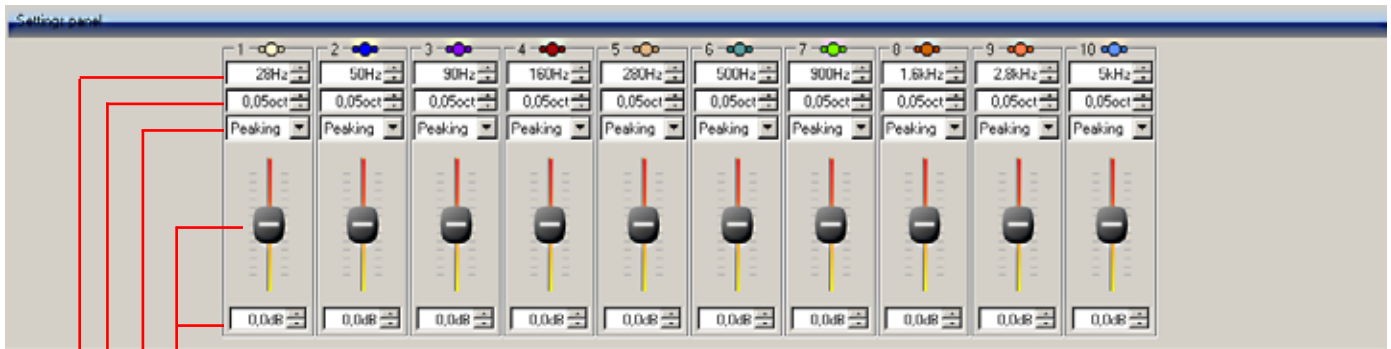 Settings panel
1 2 3 4 5 6 7 8 9 10
28Hz 50Hz 90Hz 160Hz 280Hz 500Hz 900Hz 1,6kHz 2,8kHz 5kHz
0,05oct 0,05oct 0,05oct 0,05oct 0,05oct 0,05oct 0,05oct 0,05oct 0,05oct 0,05oct
Peaking Peaking Peaking Peaking Peaking Peaking Peaking Peaking Peaking Peaking
0,0dB 0,0dB 0,0dB 0,0dB 0,0dB 0,0dB 0,0dB 0,0dB 0,0dB 0,0dB